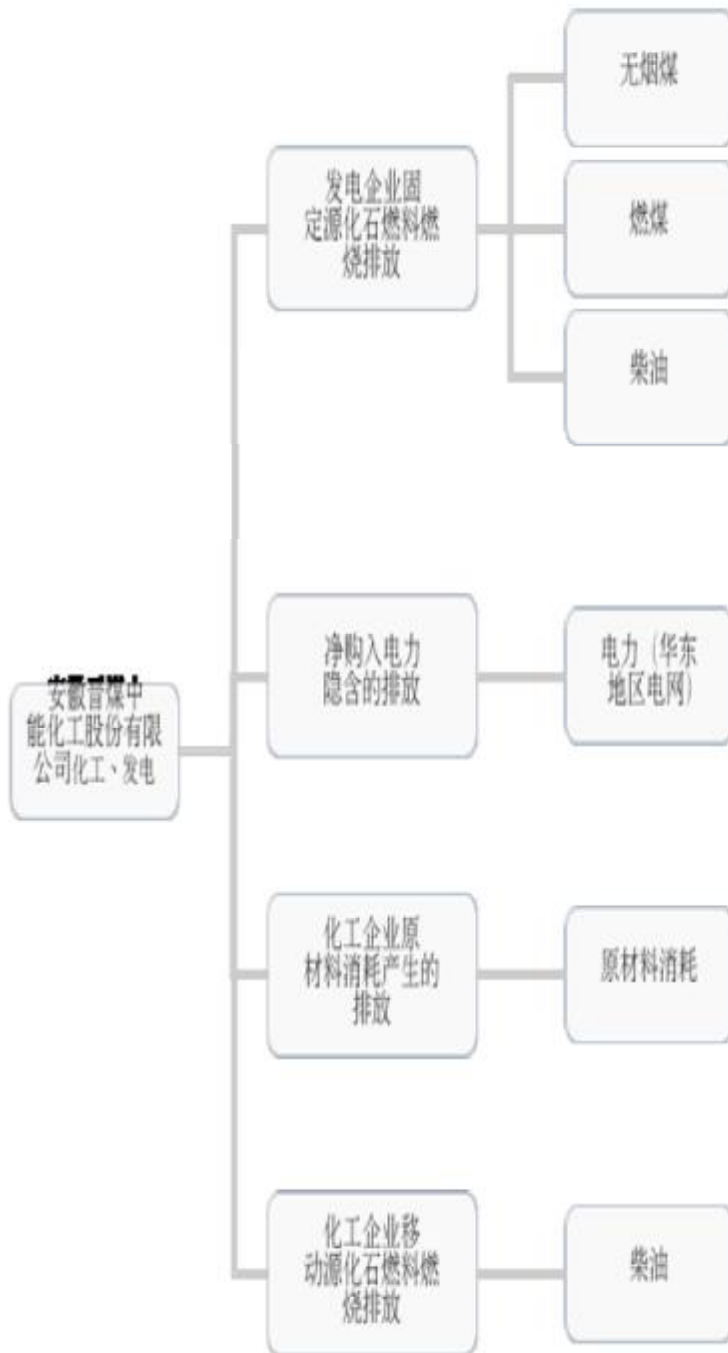 安徽晋煤中
能化工股份有限
公司化工、发电
发电企业固
定源化石燃料燃
烧排放
无烟煤
燃煤
柴油
净购入电力
隐含的排放
电力（华东
地区电网）
化工企业原
材料消耗产生的
排放
原材料消耗
化工企业移
动源化石燃料燃
烧排放
柴油